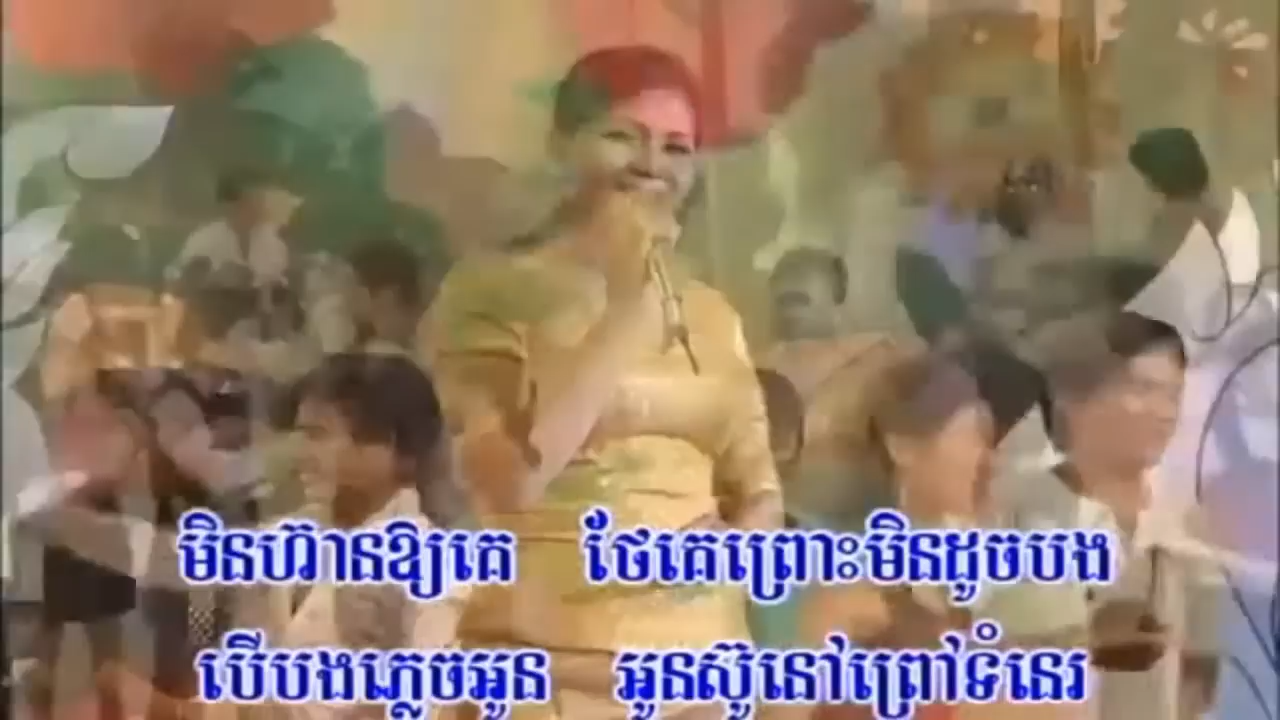 មិនហ៊ានឱ្យគេ ថែគេព្រោះមិនដូចបង
បើបងភ្លេចអូន អូនស៊ូនៅព្រៅទំនេរ